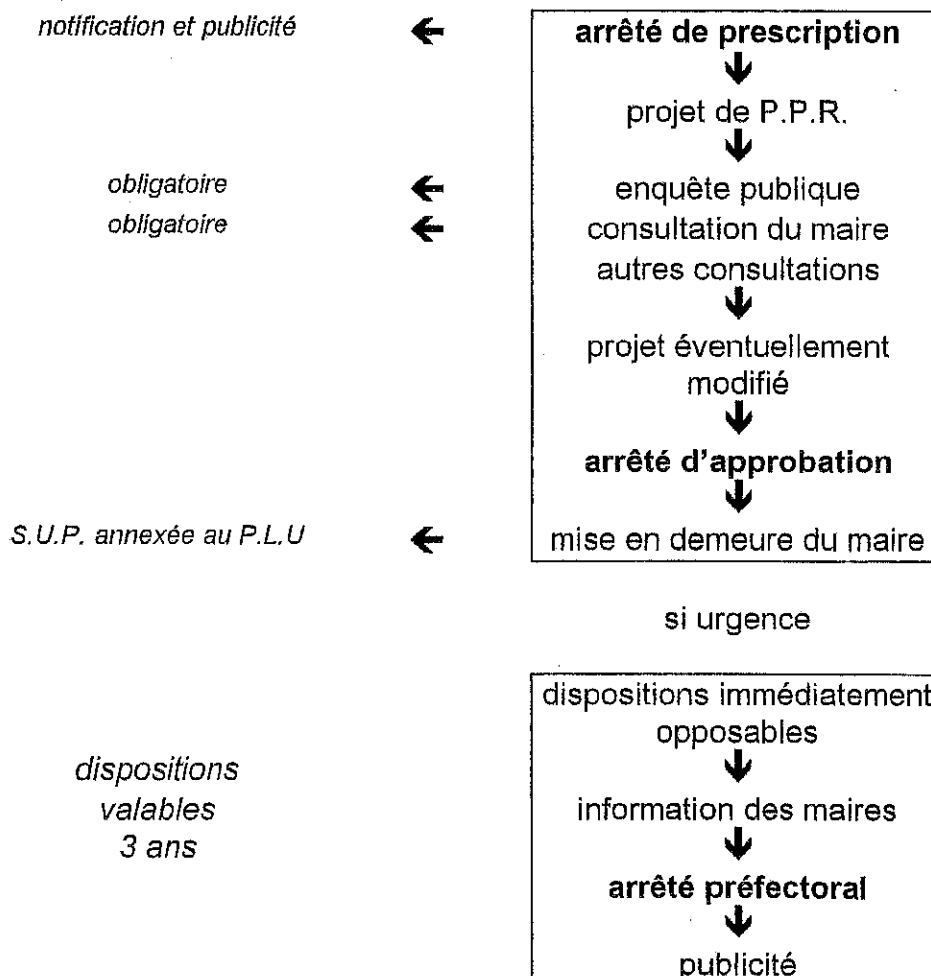 notification et publicité
arrêté de prescription
projet de P.P.R.
obligatoire
enquête publique
obligatoire
consultation du maire
autres consultations
projet éventuellement
modifié
arrêté d'approbation
S.U.P. annexée au P.L.U
mise en demeure du maire
si urgence
dispositions immédiatement
opposables
dispositions
valables
3 ans
information des maires
arrêté préfectoral
publicité